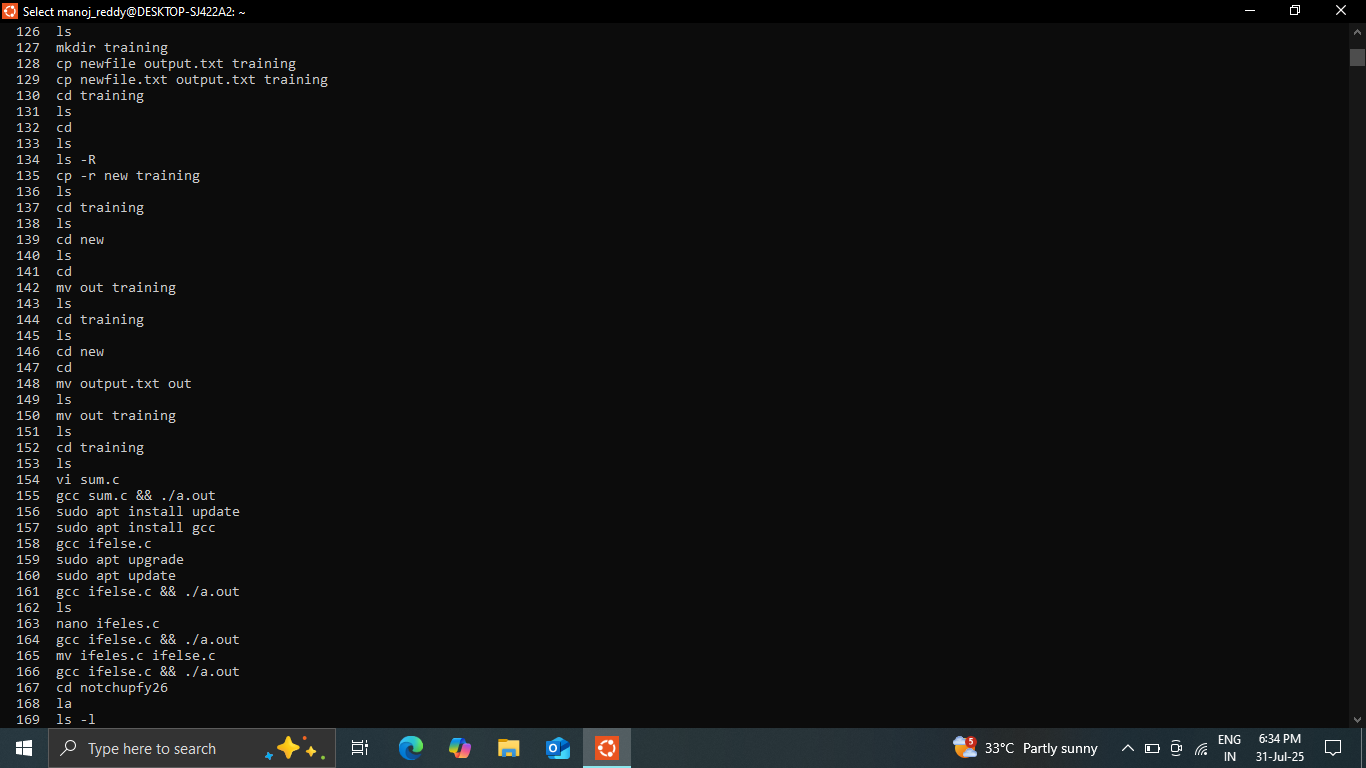 Select manoj_reddy@DESKTOP-SJ422A2: ~
126 ls
127 mkdir training
128 cp newfile output.txt training
129 cp newfile.txt output.txt training
130 cd training
131 ls
132 cd
133 ls
134 ls -R
135 cp -r new training
136 ls
137 cd training
138 ls
139 cd new
140 ls
141 cd
142 mv out training
143 ls
144 cd training
145 ls
146 cd new
147 cd
148 mv output.txt out
149 ls
150 mv out training
151 ls
152 cd training
153 ls
154 vi sum.c
155 gcc sum.c && ./a.out
156 sudo apt install update
157 sudo apt install gcc
158 gcc ifelse.c
159 sudo apt upgrade
160 sudo apt update
161 gcc ifelse.c && ./a.out
162 ls
163 nano ifeles.c
164 gcc ifelse.c && ./a.out
165 mv ifeles.c ifelse.c
166 gcc ifelse.c && ./a.out
167 cd notchupfy26
168 la
169 ls -l
Type here to search
5
33°C Partly sunny
ENG
IN
6:34 PM
31-Jul-25